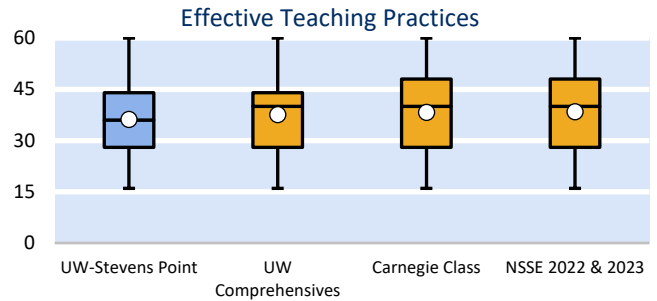 Effective Teaching Practices
60
45
30
15
0
UW-Stevens Point
UW
Comprehensives
Carnegie Class
NSSE 2022 & 2023